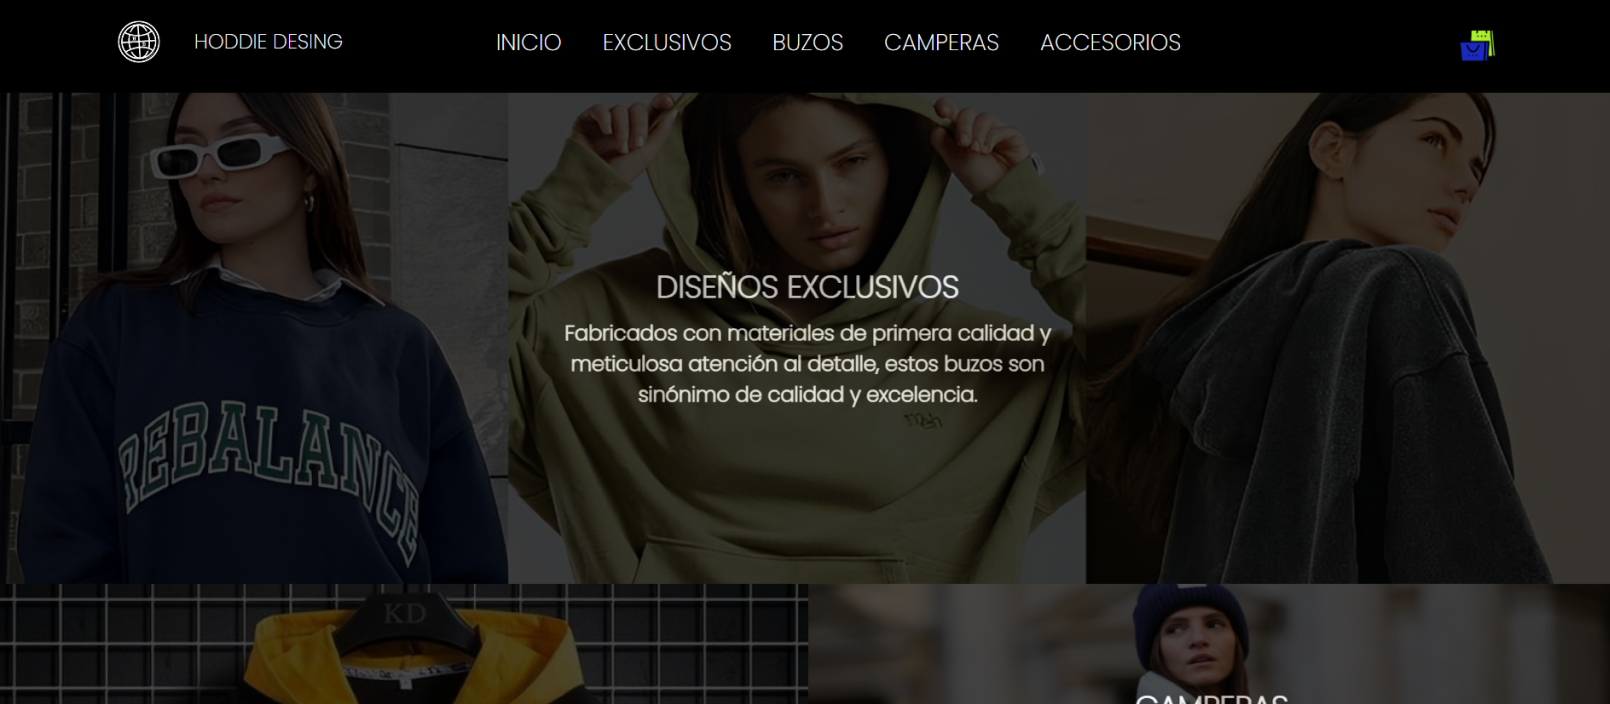 HODDIE DESING
INICIO EXCLUSIVOS BUZOS CAMPERAS ACCESORIOS
DISEÑOS EXCLUSIVOS
Fabricados con materiales de primera calidad y
meticulosa atención al detalle, estos buzos son
sinónimo de calidad y excelencia.
REBALANCE
KD
CAMPERAS